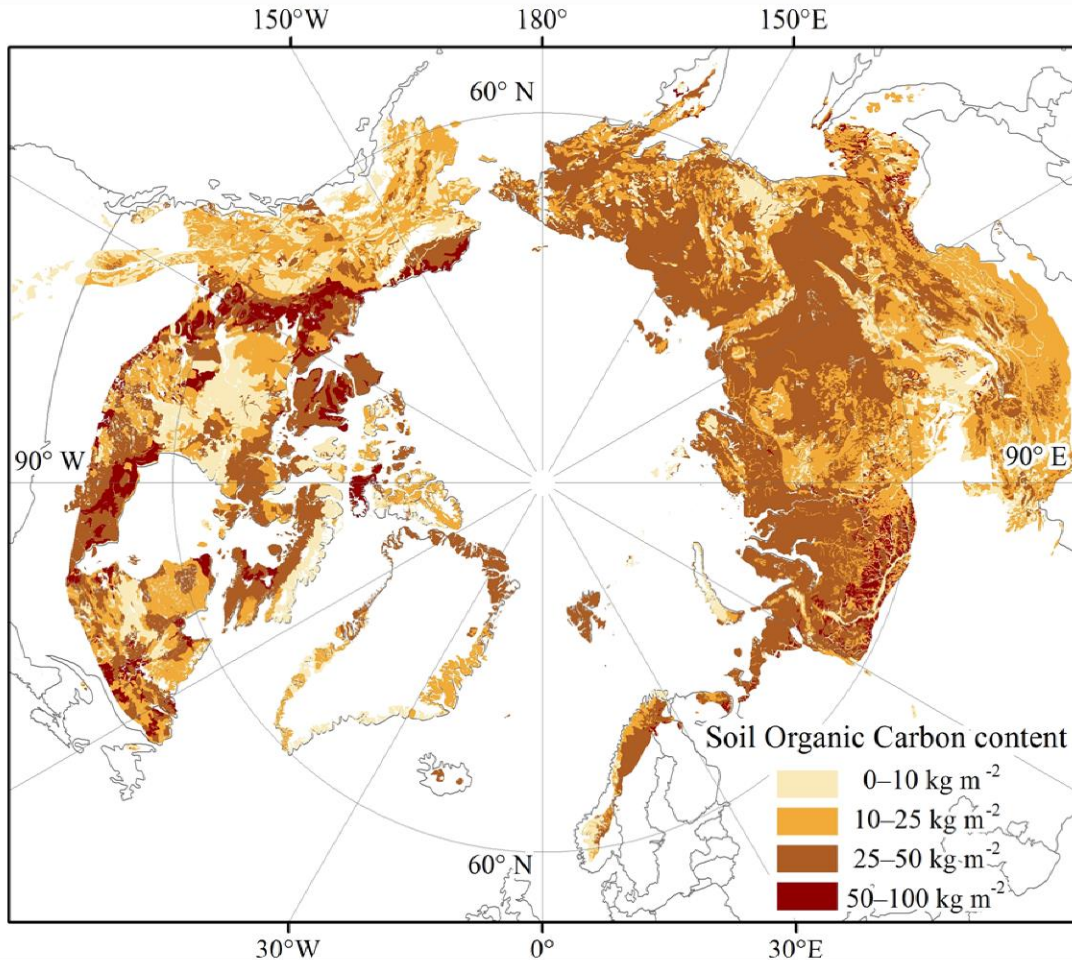 150°W 180° 150°E
60° N
90° W
90° E
Soil Organic Carbon content
0–10 kg m⁻²
10–25 kg m⁻²
25–50 kg m⁻²
50–100 kg m⁻²
60° N
30°W 0° 30°E